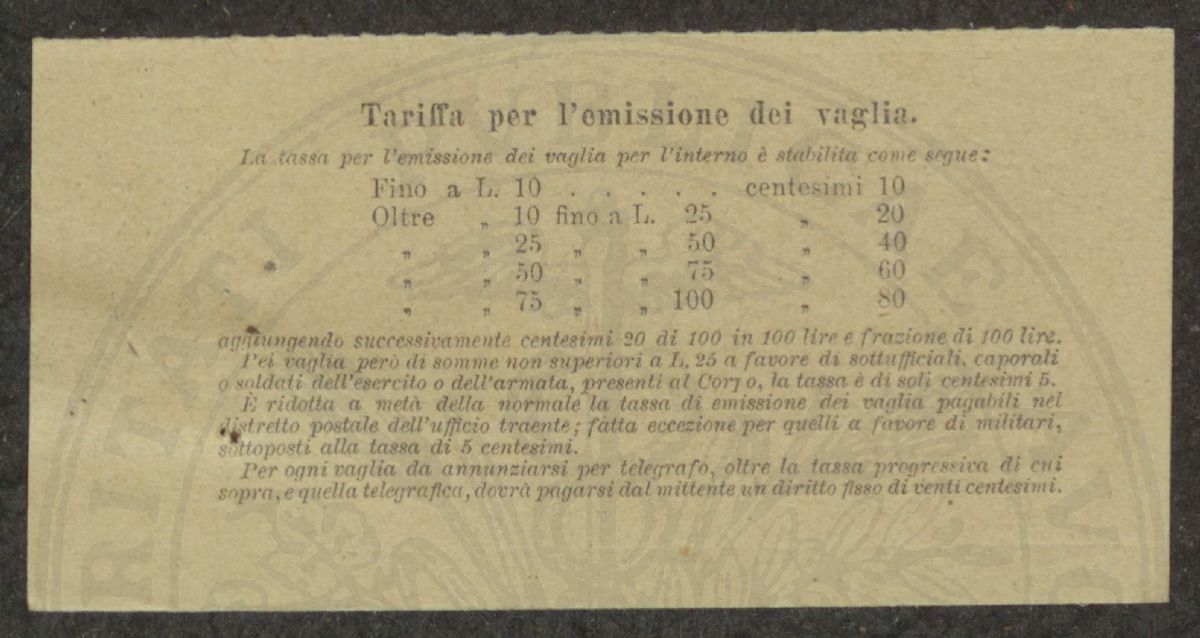 Tariffa per l'emissione dei vaglia.
La tassa per l'emissione dei vaglia per l'interno è stabilita come segue:
Fino a L. 10 . . . . . centesimi 10
Oltre „ 10 fino a L. 25 „ 20
„ „ 25 „ „ 50 „ 40
„ „ 50 „ „ 75 „ 60
„ „ 75 „ „ 100 „ 80
aggiungendo successivamente centesimi 20 di 100 in 100 lire e frazione di 100 lire.
Pei vaglia però di somme non superiori a L. 25 a favore di sottufficiali, caporali
o soldati dell'esercito o dell'armata, presenti al Corpo, la tassa è di soli centesimi 5.
È ridotta a metà della normale la tassa di emissione dei vaglia pagabili nel
distretto postale dell'ufficio traente; fatta eccezione per quelli a favore di militari,
sottoposti alla tassa di 5 centesimi.
Per ogni vaglia da annunziarsi per telegrafo, oltre la tassa progressiva di cui
sopra, e quella telegrafica, dovrà pagarsi dal mittente un diritto fisso di venti centesimi.